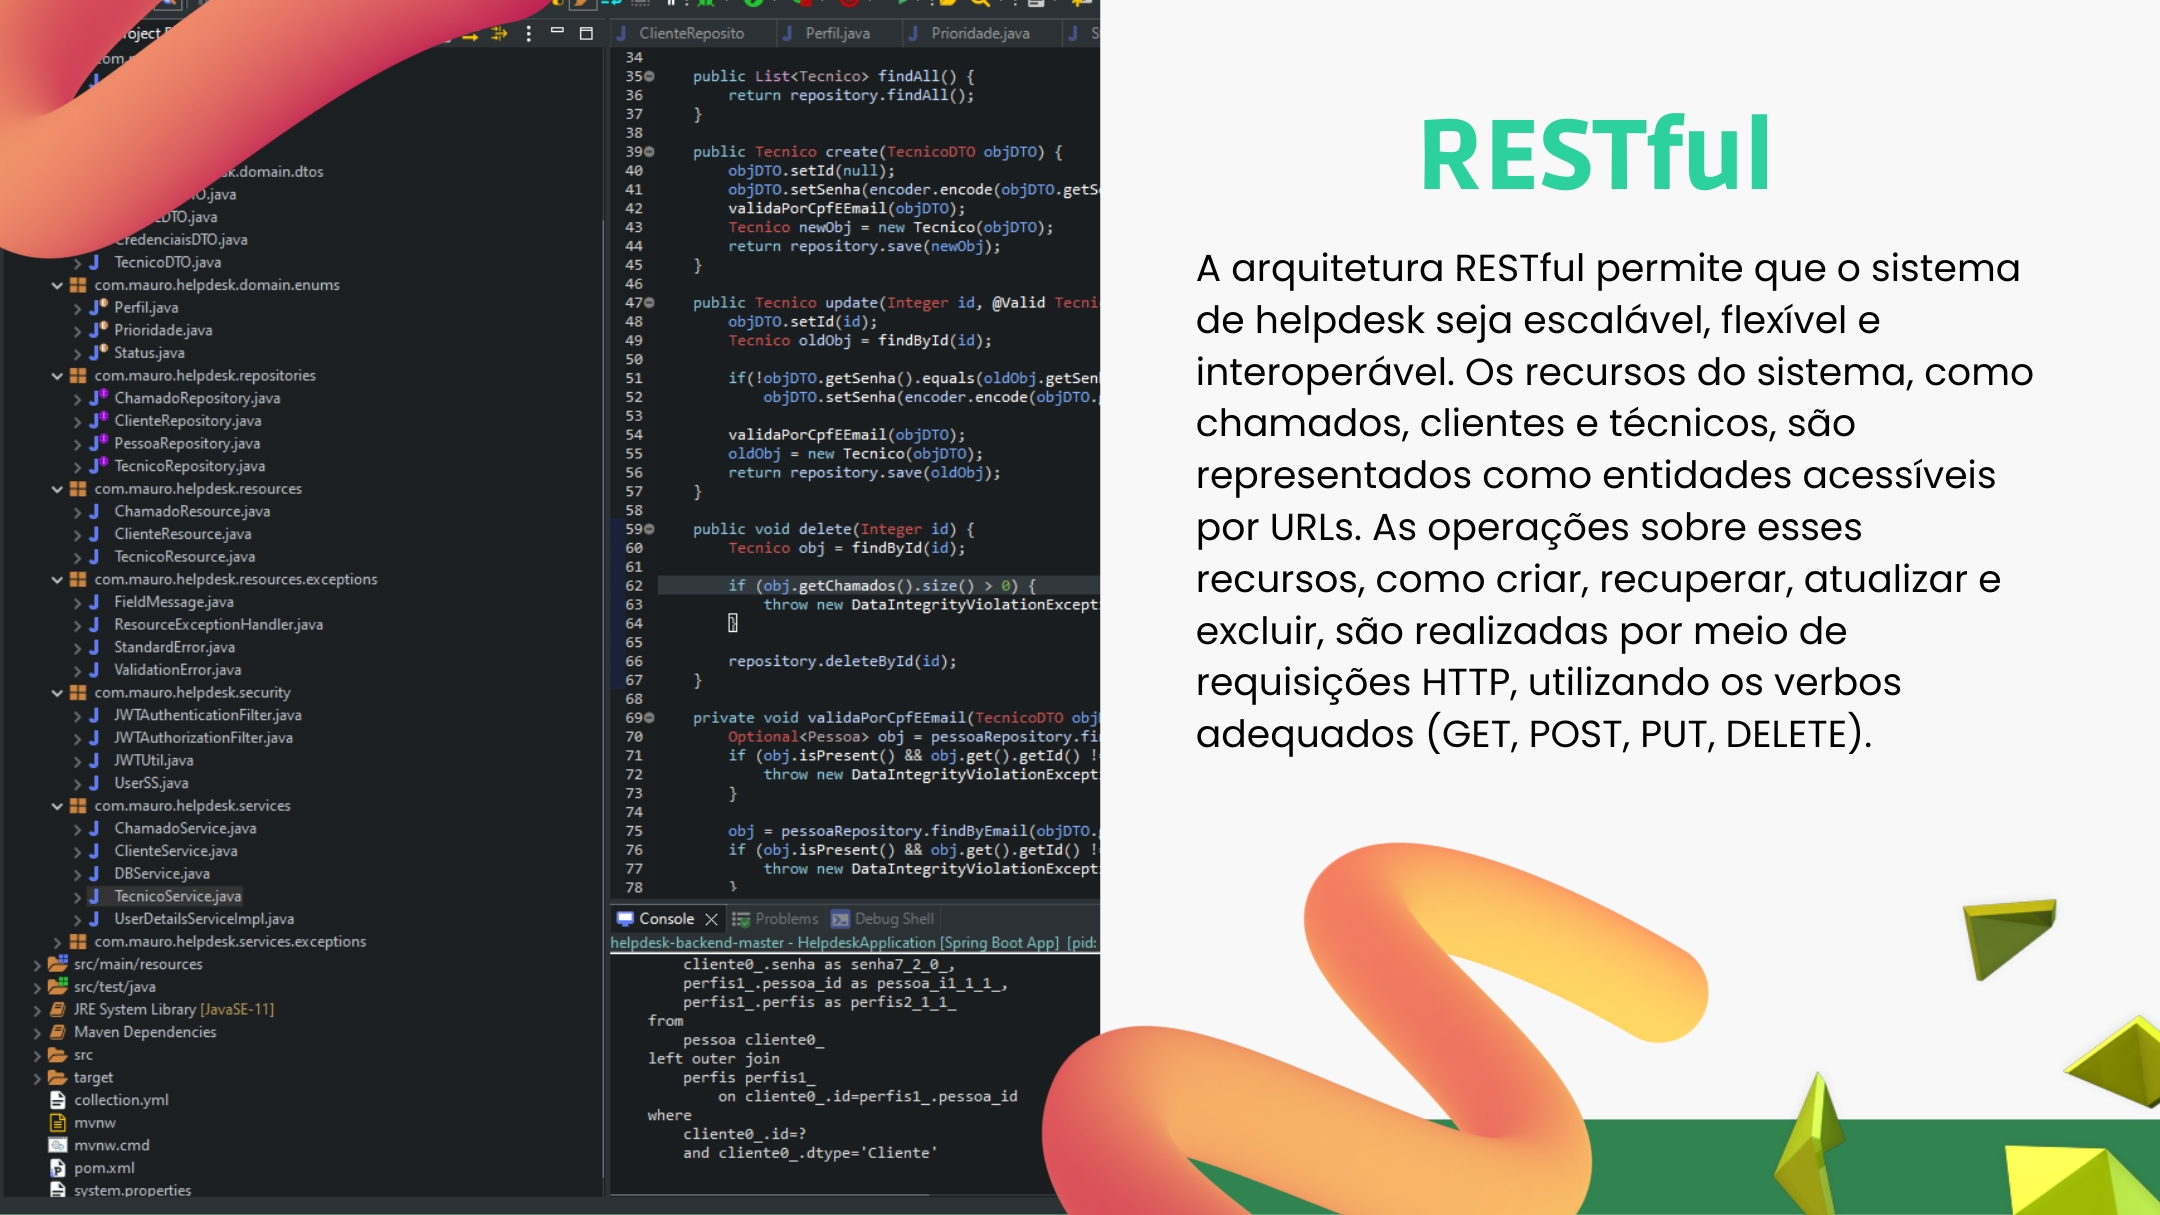 oject
com.
s.domain.dtos
O.java
EDTO.java
CredenciaisDTO.java
TecnicoDTO.java
com.mauro.helpdesk.domain.enums
Perfil.java
Prioridade.java
Status.java
com.mauro.helpdesk.repositories
ChamadoRepository.java
ClienteRepository.java
PessoaRepository.java
TecnicoRepository.java
com.mauro.helpdesk.resources
ChamadoResource.java
ClienteResource.java
TecnicoResource.java
com.mauro.helpdesk.resources.exceptions
FieldMessage.java
ResourceExceptionHandler.java
StandardError.java
ValidationError.java
com.mauro.helpdesk.security
JWTAuthenticationFilter.java
JWTAuthorizationFilter.java
JWTUtil.java
UserSS.java
com.mauro.helpdesk.services
ChamadoService.java
ClienteService.java
DBService.java
TecnicoService.java
UserDetailsServiceImpl.java
com.mauro.helpdesk.services.exceptions
src/main/resources
src/test/java
JRE System Library [JavaSE-11]
Maven Dependencies
src
target
collection.yml
mvnw
mvnw.cmd
pom.xml
system.properties
ClienteReposito Perfil.java Prioridade.java S
34
35 public List<Tecnico> findAll() {
36 return repository.findAll();
37 }
38
39 public Tecnico create(TecnicoDTO objDTO) {
40 objDTO.setId(null);
41 objDTO.setSenha(encoder.encode(objDTO.getS
42 validaPorCpfEEmail(objDTO);
43 Tecnico newObj = new Tecnico(objDTO);
44 return repository.save(newObj);
45 }
46
47 public Tecnico update(Integer id, @Valid Tecni
48 objDTO.setId(id);
49 Tecnico oldObj = findById(id);
50
51 if(!objDTO.getSenha().equals(oldObj.getSen
52 objDTO.setSenha(encoder.encode(objDTO.
53
54 validaPorCpfEEmail(objDTO);
55 oldObj = new Tecnico(objDTO);
56 return repository.save(oldObj);
57 }
58
59 public void delete(Integer id) {
60 Tecnico obj = findById(id);
61
62 if (obj.getChamados().size() > 0) {
63 throw new DataIntegrityViolationExcept
64 }
65
66 repository.deleteById(id);
67 }
68
69 private void validaPorCpfEEmail(TecnicoDTO obj
70 Optional<Pessoa> obj = pessoaRepository.fi
71 if (obj.isPresent() && obj.get().getId() !
72 throw new DataIntegrityViolationExcept
73 }
74
75 obj = pessoaRepository.findByEmail(objDTO.
76 if (obj.isPresent() && obj.get().getId() !
77 throw new DataIntegrityViolationExcept
78 }
Console Problems Debug Shell
helpdesk-backend-master - HelpdeskApplication [Spring Boot App] [pid:
cliente0_.senha as senha7_2_0_,
perfis1_.pessoa_id as pessoa_i1_1_1_,
perfis1_.perfis as perfis2_1_1_
from
pessoa cliente0_
left outer join
perfis perfis1_
on cliente0_.id=perfis1_.pessoa_id
where
cliente0_.id=?
and cliente0_.dtype='Cliente'
RESTful
A arquitetura RESTful permite que o sistema
de helpdesk seja escalável, flexível e
interoperável. Os recursos do sistema, como
chamados, clientes e técnicos, são
representados como entidades acessíveis
por URLs. As operações sobre esses
recursos, como criar, recuperar, atualizar e
excluir, são realizadas por meio de
requisições HTTP, utilizando os verbos
adequados (GET, POST, PUT, DELETE).